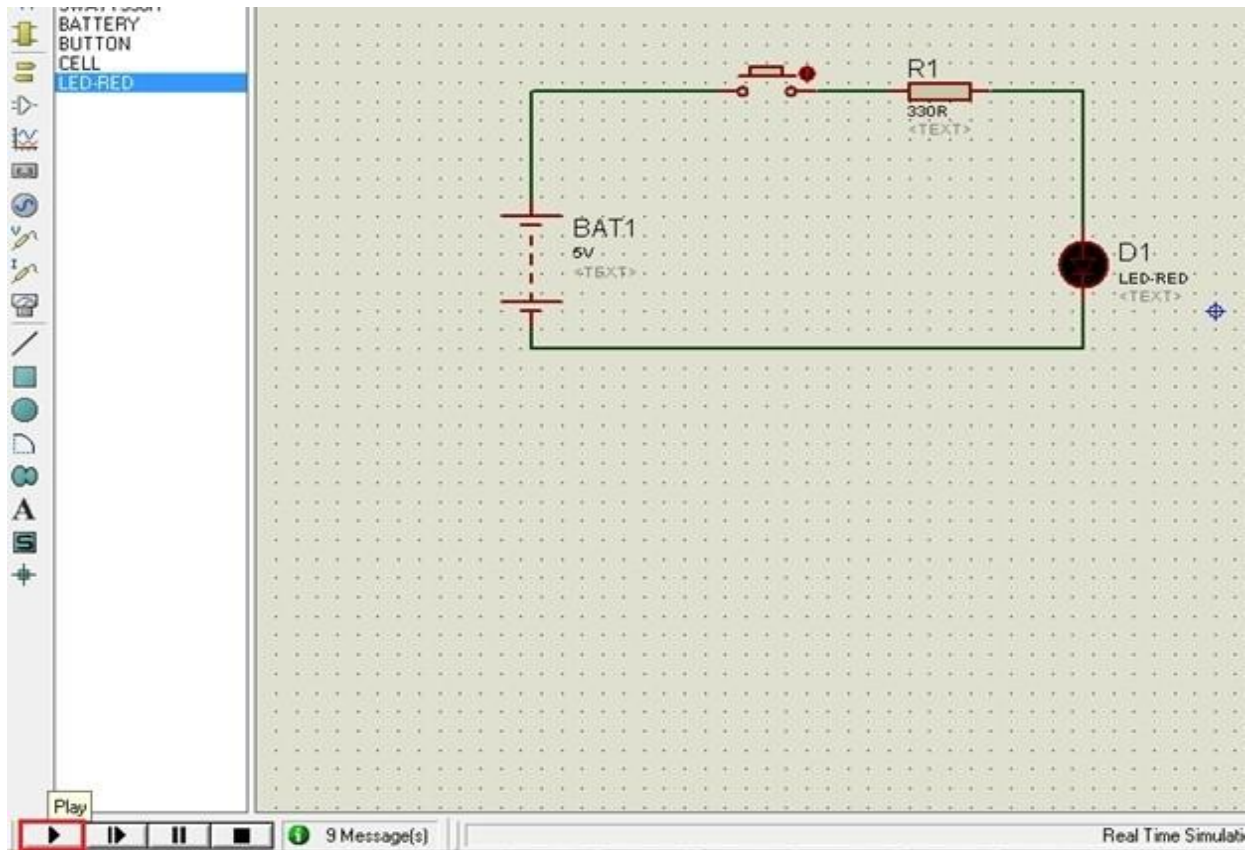 BATTERY
BUTTON
CELL
LED-RED
R1
330R
<TEXT>
BAT1
5V
<TEXT>
D1
LED-RED
<TEXT>
A
S
Play
9 Message(s)
Real Time Simulati